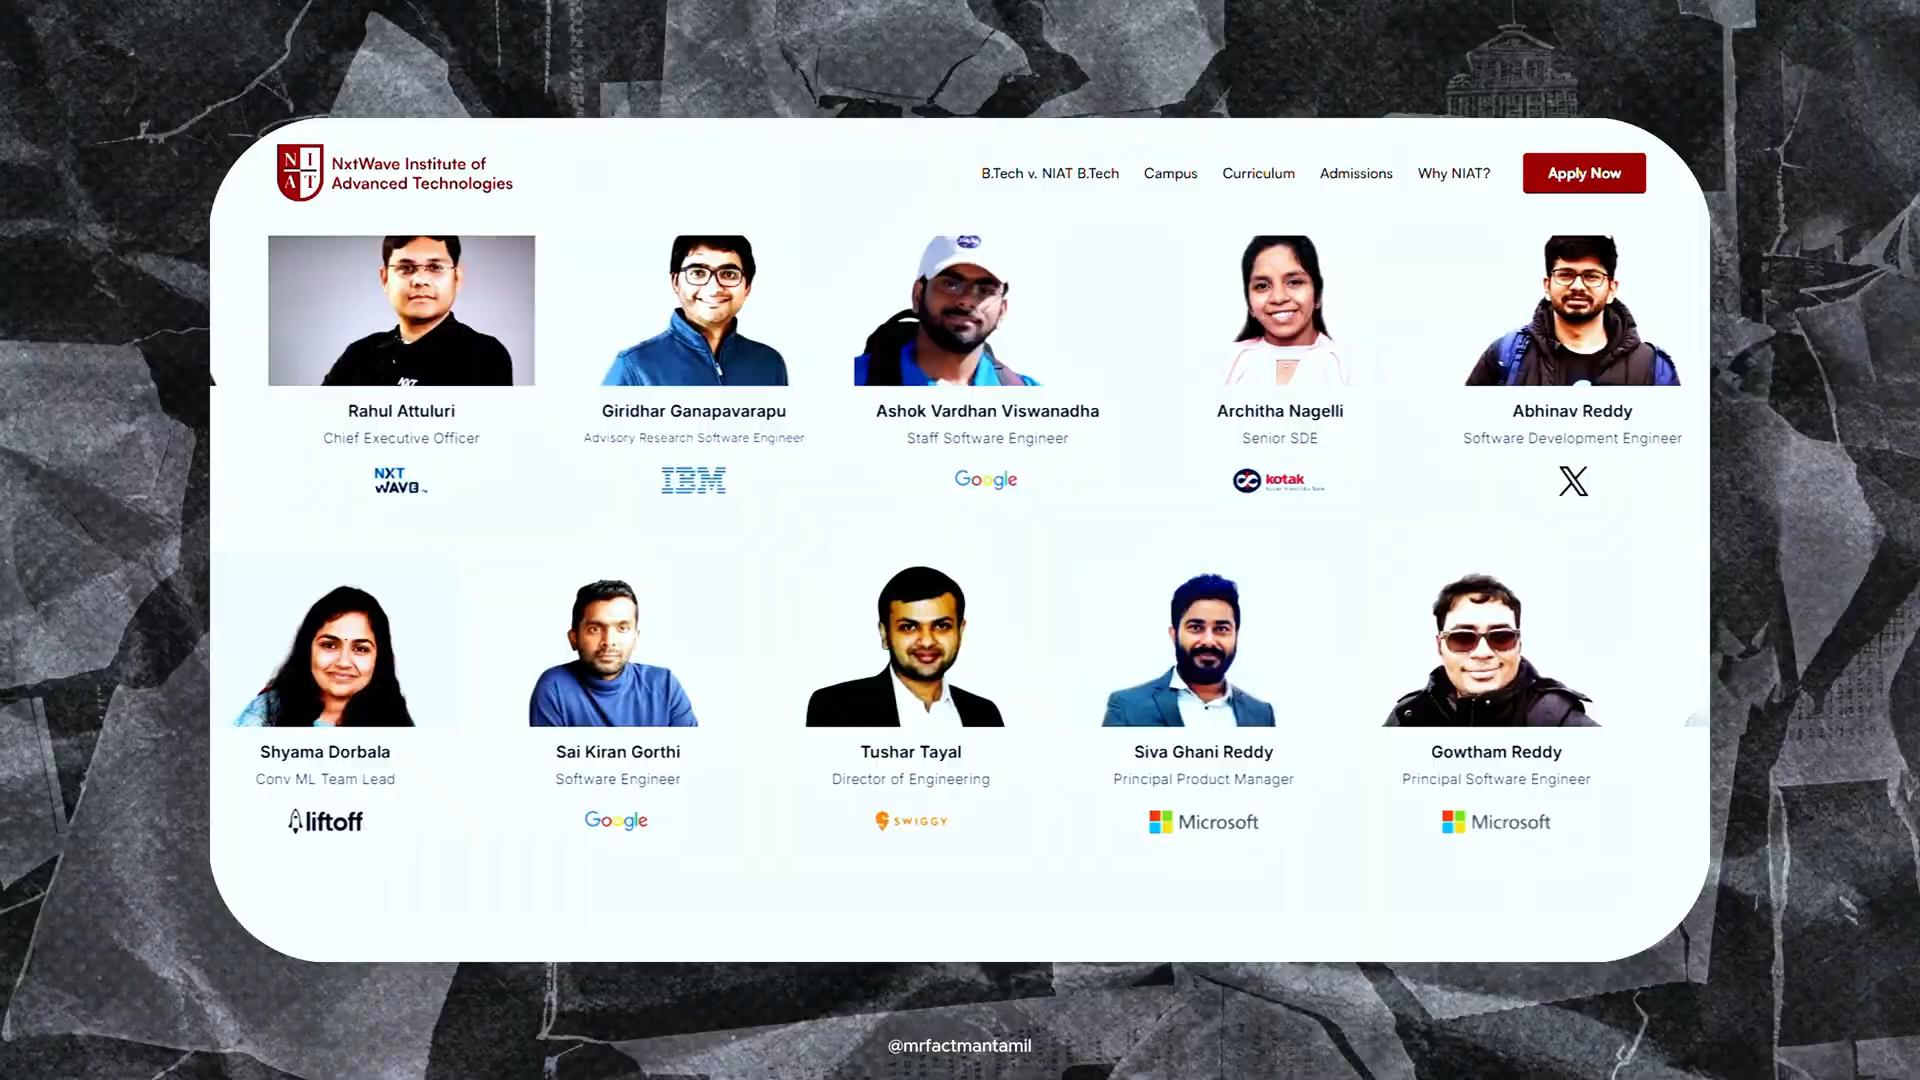 N I
A T
NxtWave Institute of
Advanced Technologies
B.Tech v. NIAT B.Tech Campus Curriculum Admissions Why NIAT? Apply Now
Rahul Attuluri
Chief Executive Officer
NXT
WAVE
Giridhar Ganapavarapu
Advisory Research Software Engineer
IBM
Ashok Vardhan Viswanadha
Staff Software Engineer
Google
Architha Nagelli
Senior SDE
kotak
Abhinav Reddy
Software Development Engineer
X
Shyama Dorbala
Conv ML Team Lead
liftoff
Sai Kiran Gorthi
Software Engineer
Google
Tushar Tayal
Director of Engineering
SWIGGY
Siva Ghani Reddy
Principal Product Manager
Microsoft
Gowtham Reddy
Principal Software Engineer
Microsoft
@mrfactmantamil